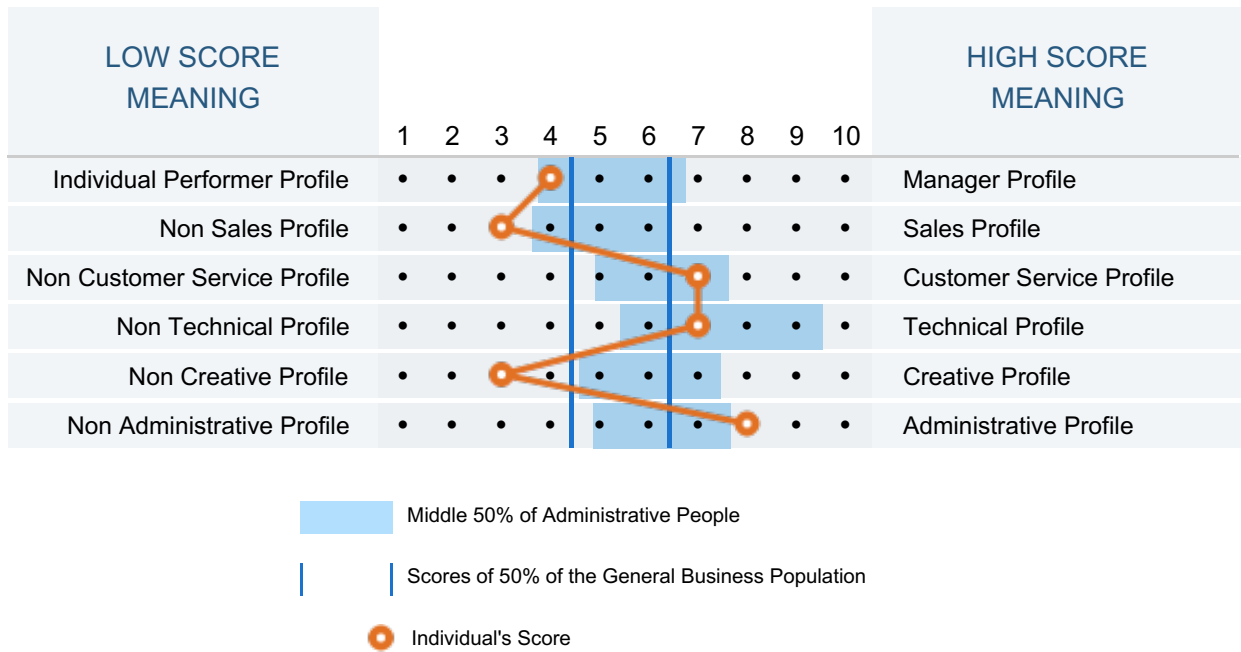 LOW SCORE
MEANING
HIGH SCORE
MEANING
1 2 3 4 5 6 7 8 9 10
Individual Performer Profile Manager Profile
Non Sales Profile Sales Profile
Non Customer Service Profile Customer Service Profile
Non Technical Profile Technical Profile
Non Creative Profile Creative Profile
Non Administrative Profile Administrative Profile
Middle 50% of Administrative People
Scores of 50% of the General Business Population
Individual's Score